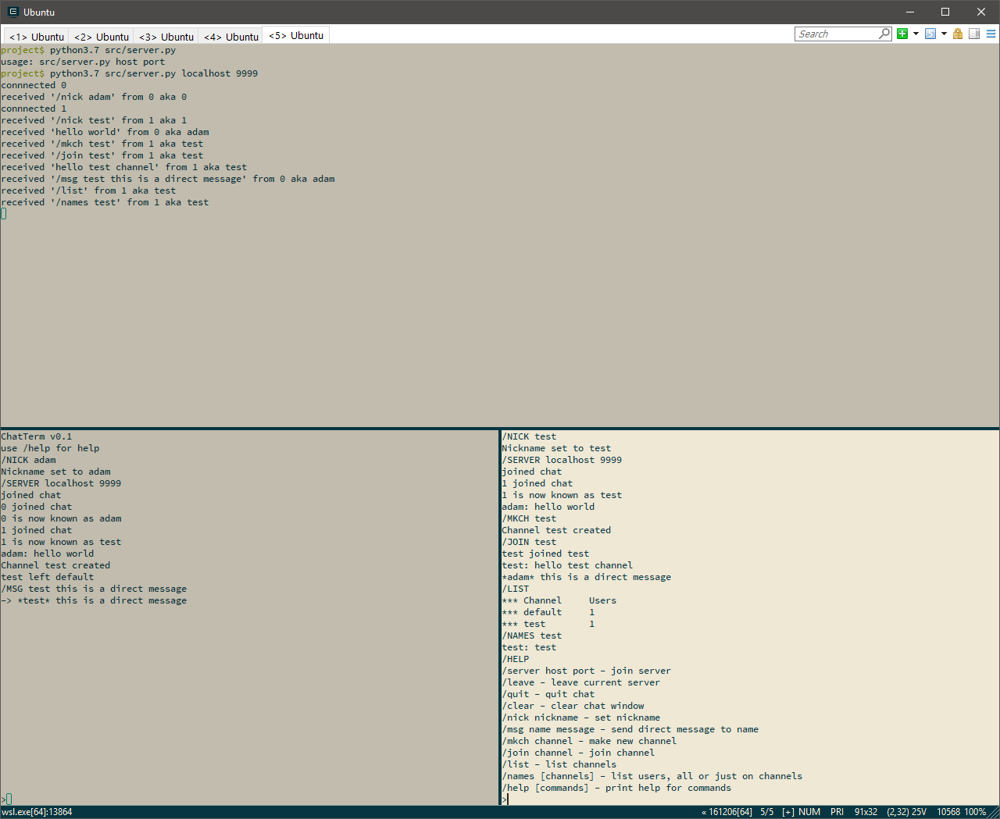 Ubuntu
<1> Ubuntu <2> Ubuntu <3> Ubuntu <4> Ubuntu <5> Ubuntu Search
project$ python3.7 src/server.py
usage: src/server.py host port
project$ python3.7 src/server.py localhost 9999
connnected 0
received '/nick adam' from 0 aka 0
connnected 1
received '/nick test' from 1 aka 1
received 'hello world' from 0 aka adam
received '/mkch test' from 1 aka test
received '/join test' from 1 aka test
received 'hello test channel' from 1 aka test
received '/msg test this is a direct message' from 0 aka adam
received '/list' from 1 aka test
received '/names test' from 1 aka test
ChatTerm v0.1
use /help for help
/NICK adam
Nickname set to adam
/SERVER localhost 9999
joined chat
0 joined chat
0 is now known as adam
1 joined chat
1 is now known as test
adam: hello world
Channel test created
test left default
/MSG test this is a direct message
-> *test* this is a direct message
>
/NICK test
Nickname set to test
/SERVER localhost 9999
joined chat
1 joined chat
1 is now known as test
adam: hello world
/MKCH test
Channel test created
/JOIN test
test joined test
test: hello test channel
*adam* this is a direct message
/LIST
*** Channel     Users
*** default     1
*** test        1
/NAMES test
test: test
/HELP
/server host port - join server
/leave - leave current server
/quit - quit chat
/clear - clear chat window
/nick nickname - set nickname
/msg name message - send direct message to name
/mkch channel - make new channel
/join channel - join channel
/list - list channels
/names [channels] - list users, all or just on channels
/help [commands] - print help for commands
>
wsl.exe[64]:13864 « 161206[64] 5/5 [+] NUM PRI 91x32 (2,32) 25V 10568 100%